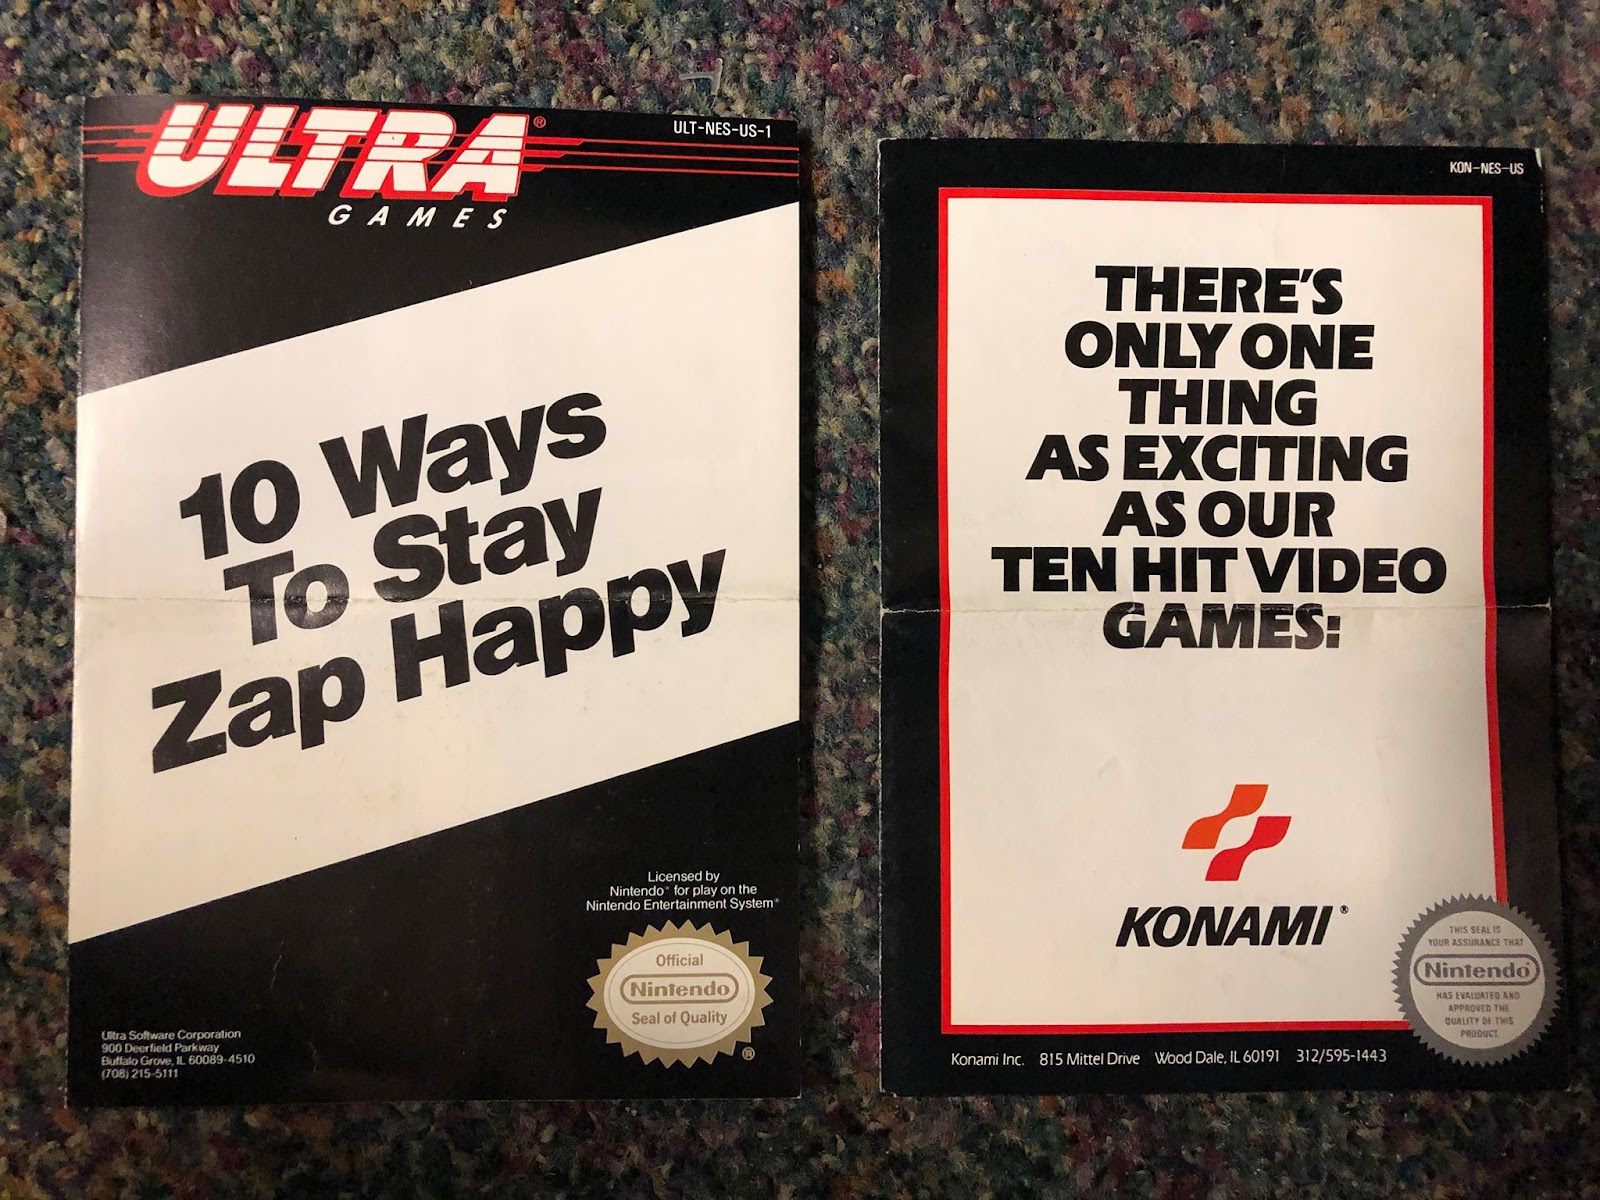 ULTRA®
GAMES
ULT-NES-US-1
10 Ways
To Stay
Zap Happy
Licensed by
Nintendo® for play on the
Nintendo Entertainment System®
Official
Nintendo
Seal of Quality
®
Ultra Software Corporation
900 Deerfield Parkway
Buffalo Grove, IL 60089-4510
(708) 215-5111
KON-NES-US
THERE'S
ONLY ONE
THING
AS EXCITING
AS OUR
TEN HIT VIDEO
GAMES:
KONAMI®
THIS SEAL IS
YOUR ASSURANCE THAT
Nintendo®
HAS EVALUATED AND
APPROVED THE
QUALITY OF THIS
PRODUCT.
Konami Inc. 815 Mittel Drive Wood Dale, IL 60191 312/595-1443